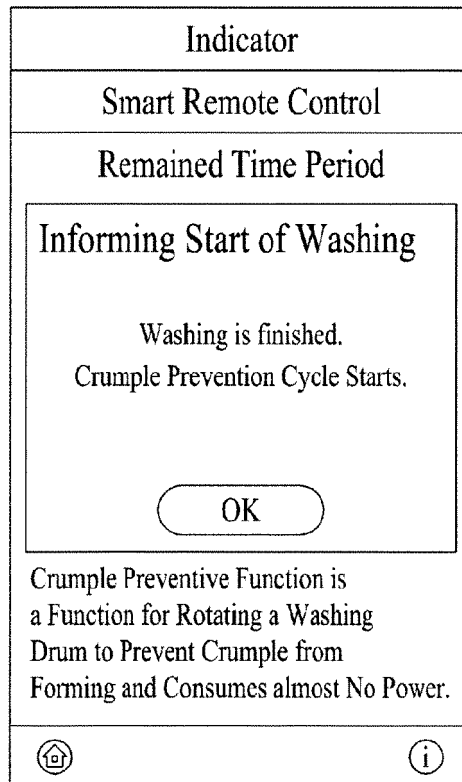 Indicator
Smart Remote Control
Remained Time Period
Informing Start of Washing
Washing is finished.
Crumple Prevention Cycle Starts.
OK
Crumple Preventive Function is
a Function for Rotating a Washing
Drum to Prevent Crumple from
Forming and Consumes almost No Power.
i